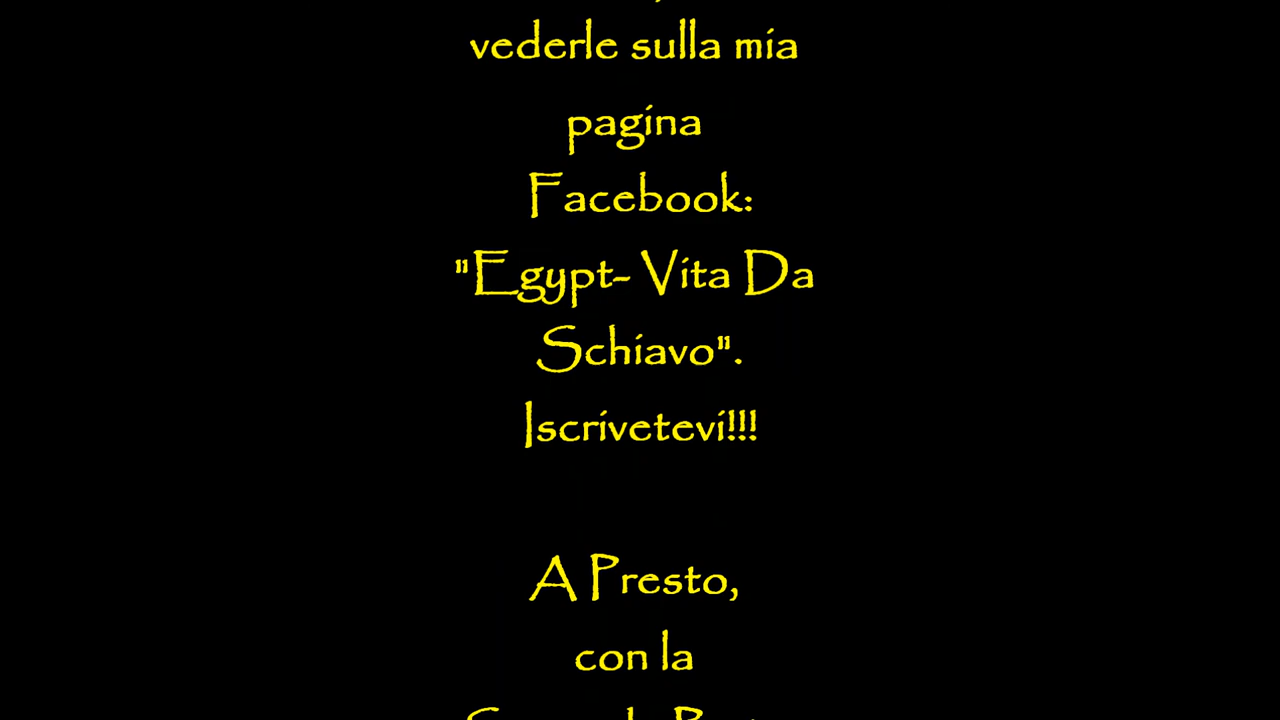 vederle sulla mia
pagina
Facebook:
"Egypt- Vita Da
Schiavo".
Iscrivetevi!!!
A Presto,
con la